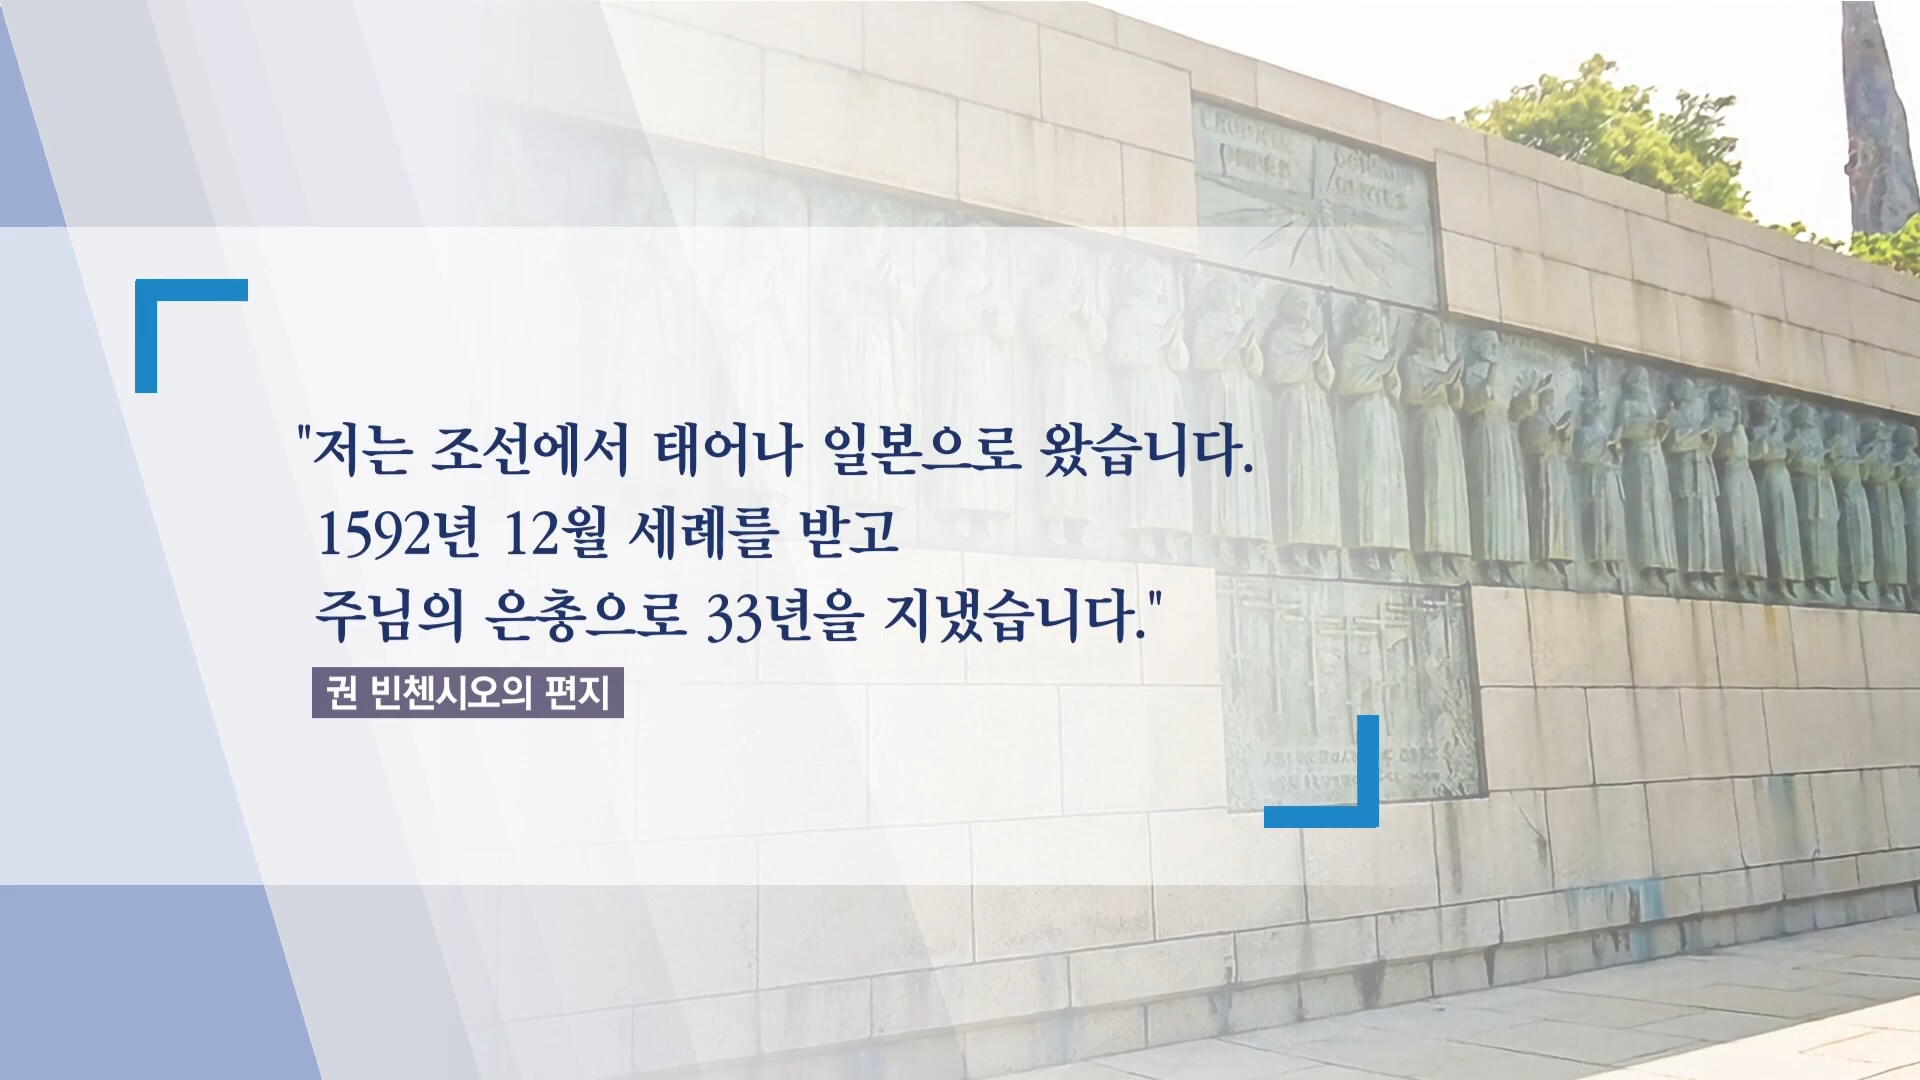 "저는 조선에서 태어나 일본으로 왔습니다.
1592년 12월 세례를 받고
주님의 은총으로 33년을 지냈습니다."
권 빈첸시오의 편지